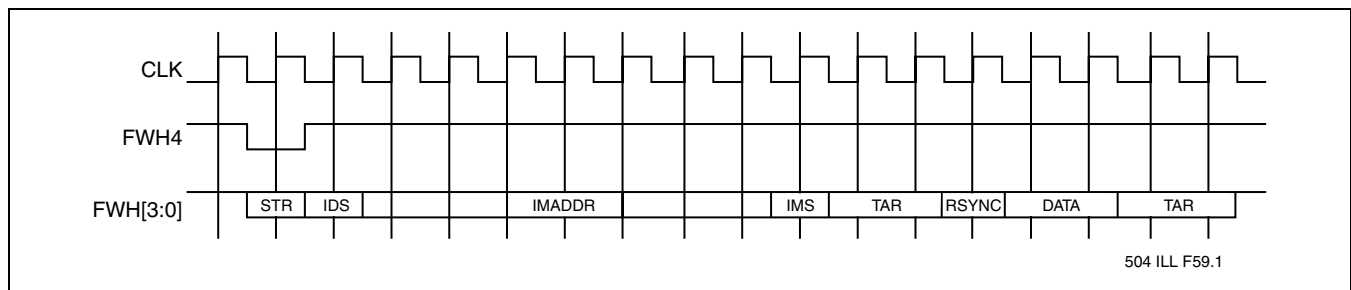 CLK
FWH4
FWH[3:0]
STR IDS IMADDR IMS TAR RSYNC DATA TAR
504 ILL F59.1